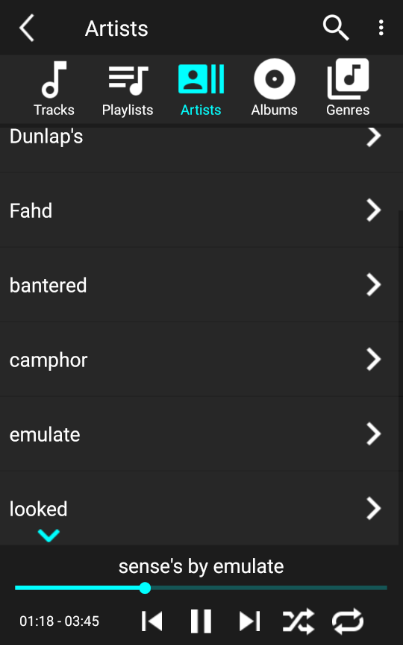 Artists
Tracks Playlists Artists Albums Genres
Dunlap's
Fahd
bantered
camphor
emulate
looked
sense's by emulate
01:18 - 03:45